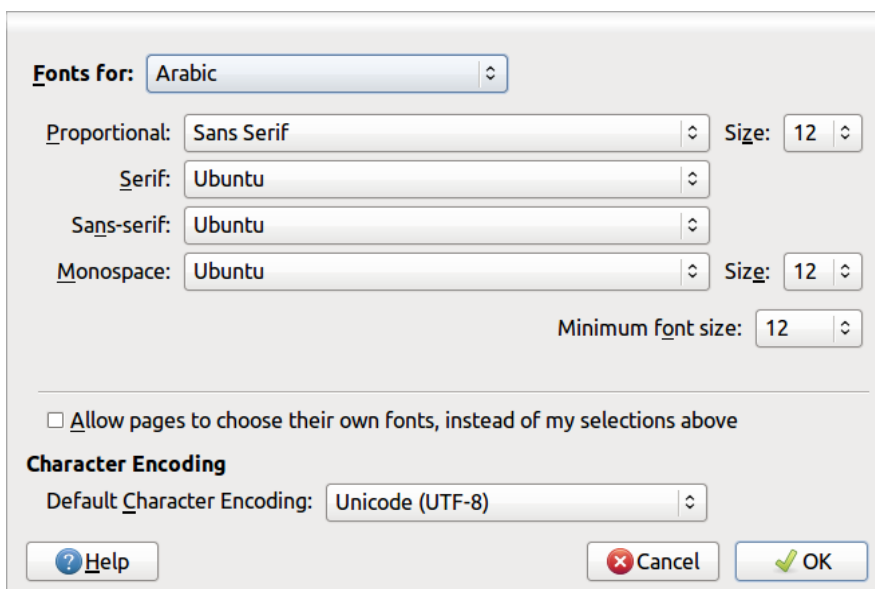 Fonts for: Arabic
Proportional: Sans Serif Size: 12
Serif: Ubuntu
Sans-serif: Ubuntu
Monospace: Ubuntu Size: 12
Minimum font size: 12
Allow pages to choose their own fonts, instead of my selections above
Character Encoding
Default Character Encoding: Unicode (UTF-8)
Help Cancel OK